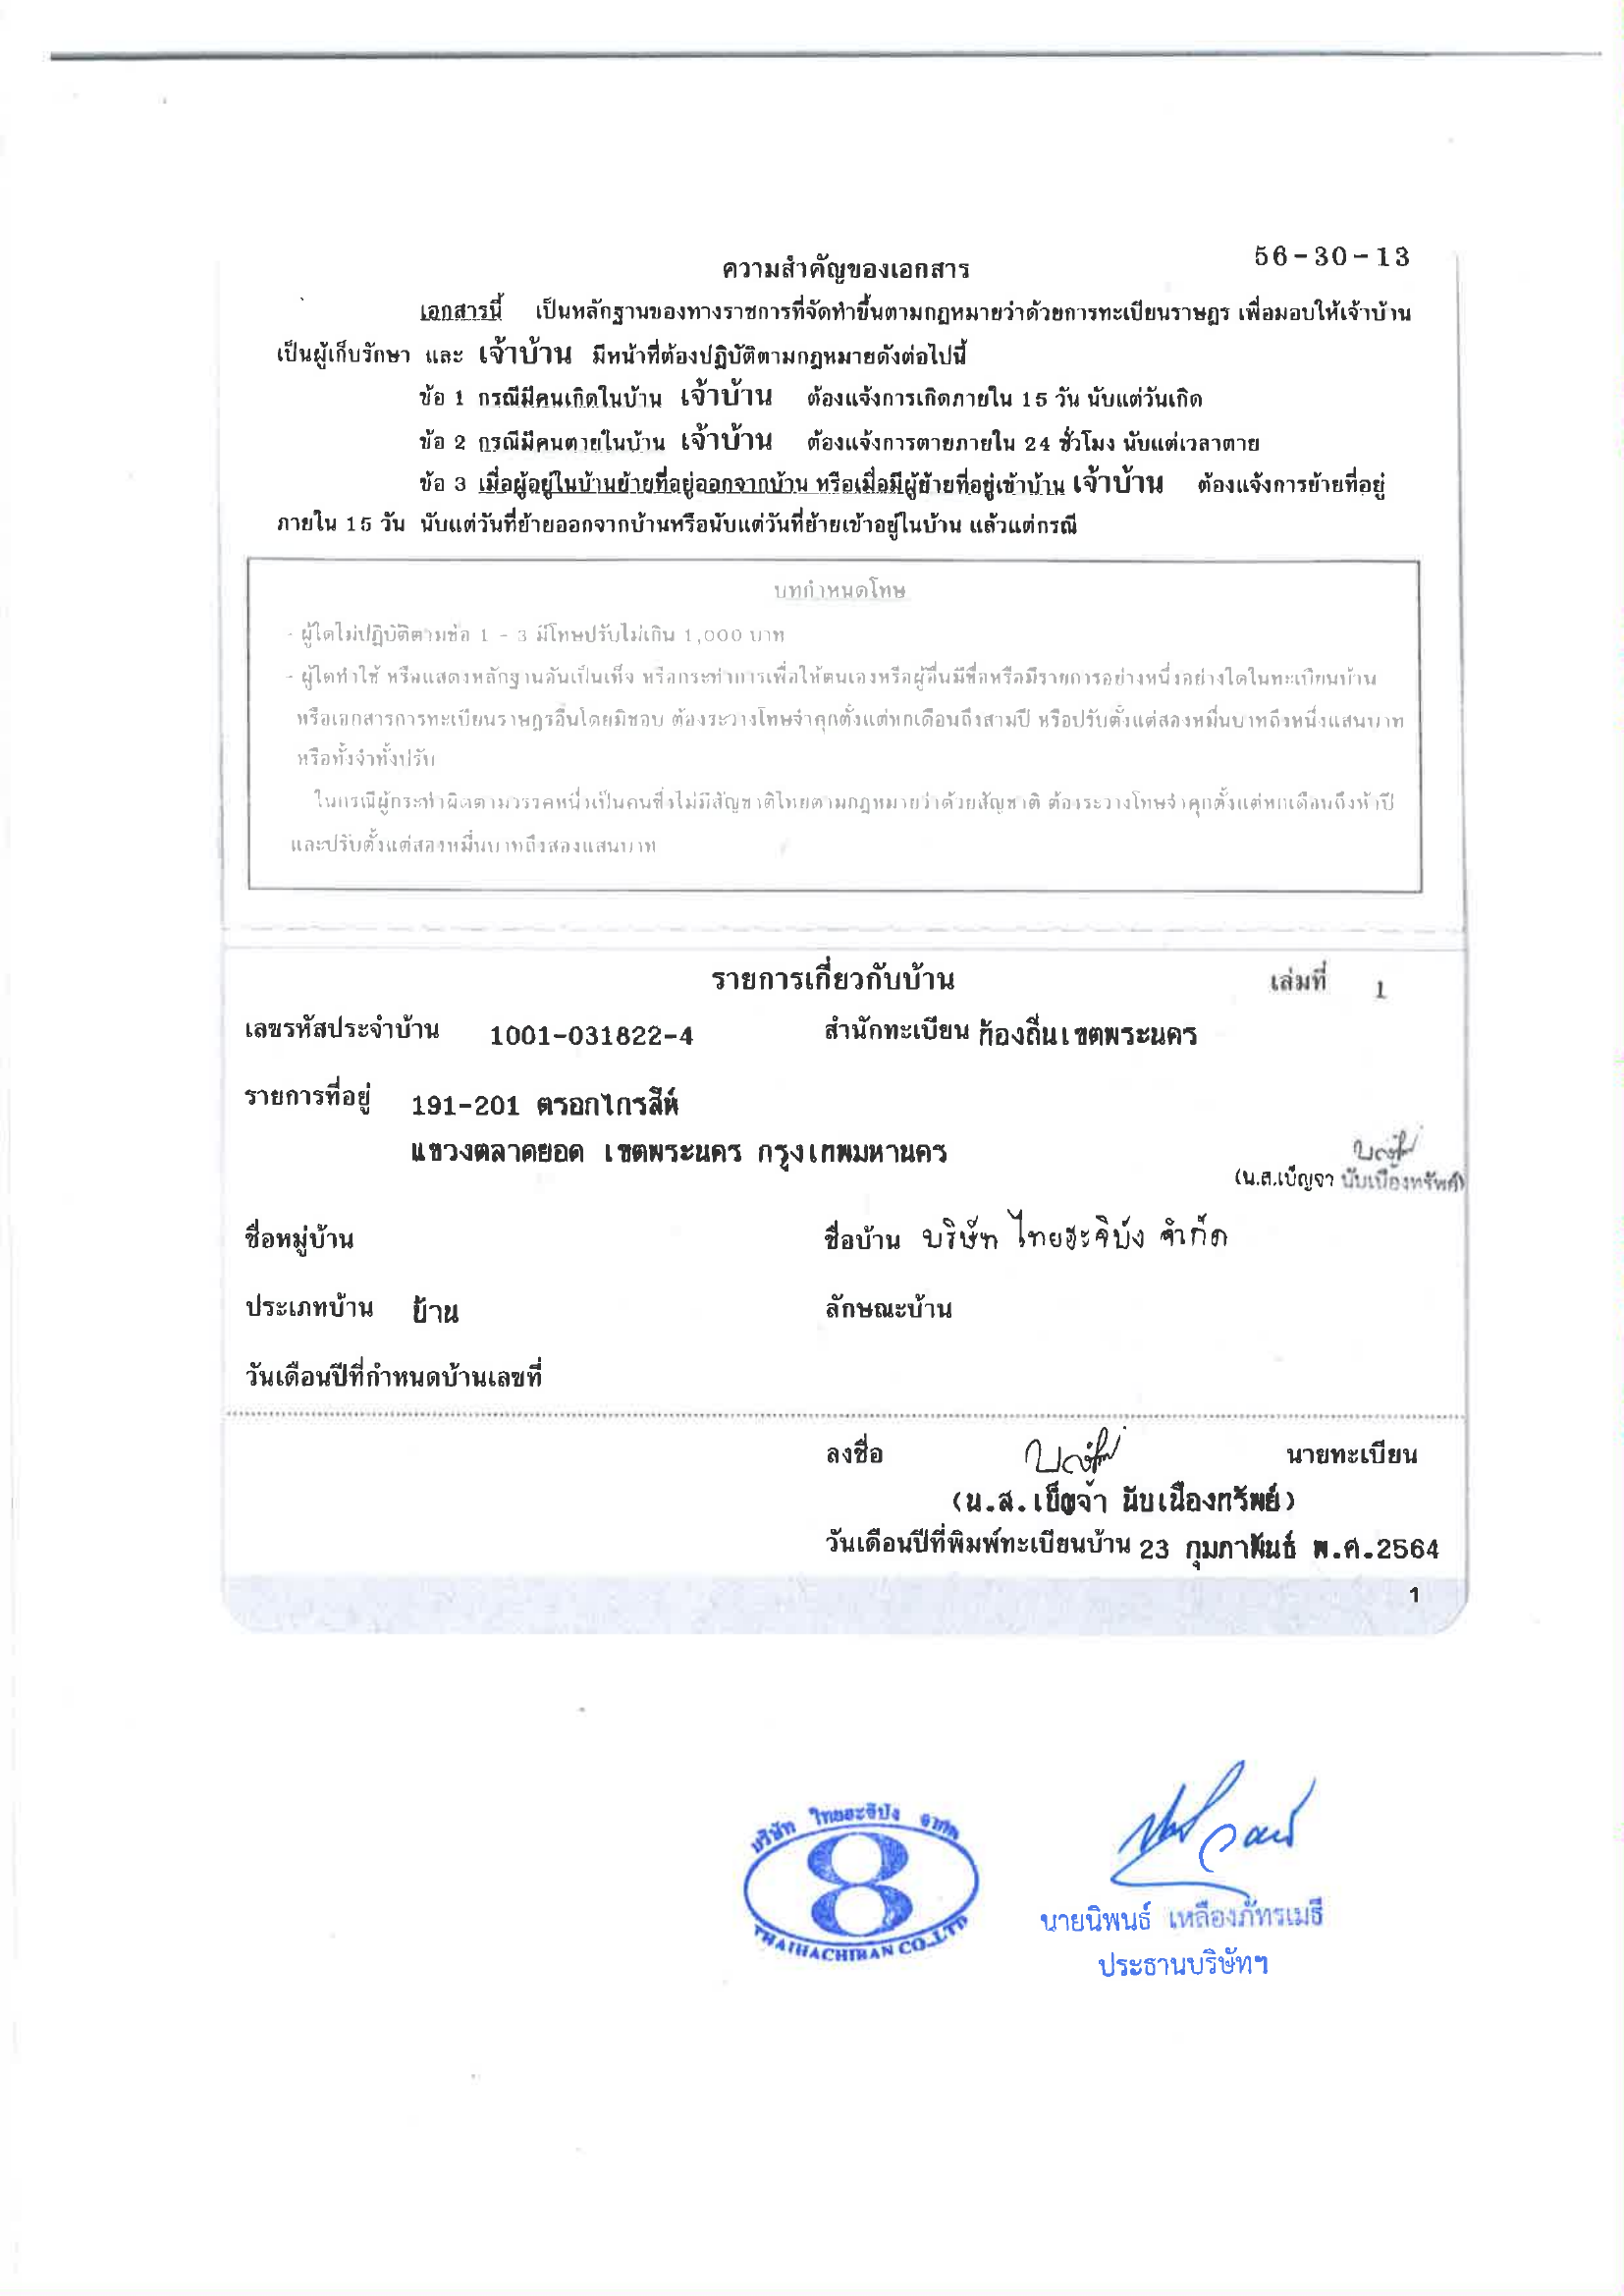 56-30-13
ความสำคัญของเอกสาร
เอกสารนี้ เป็นหลักฐานของทางราชการที่จัดทำขึ้นตามกฎหมายว่าด้วยการทะเบียนราษฎร เพื่อมอบให้เจ้าบ้าน
เป็นผู้เก็บรักษา และ เจ้าบ้าน มีหน้าที่ต้องปฏิบัติตามกฎหมายดังต่อไปนี้
ข้อ 1 กรณีมีคนเกิดในบ้าน เจ้าบ้าน ต้องแจ้งการเกิดภายใน 15 วัน นับแต่วันเกิด
ข้อ 2 กรณีมีคนตายในบ้าน เจ้าบ้าน ต้องแจ้งการตายภายใน 24 ชั่วโมง นับแต่เวลาตาย
ข้อ 3 เมื่อผู้อยู่ในบ้านย้ายที่อยู่ออกจากบ้าน หรือเมื่อมีผู้ย้ายที่อยู่เข้าบ้าน เจ้าบ้าน ต้องแจ้งการย้ายที่อยู่
ภายใน 15 วัน นับแต่วันที่ย้ายออกจากบ้านหรือนับแต่วันที่ย้ายเข้าอยู่ในบ้าน แล้วแต่กรณี
บทกำหนดโทษ
- ผู้ใดไม่ปฏิบัติตามข้อ 1 - 3 มีโทษปรับไม่เกิน 1,000 บาท
- ผู้ใดทำใช้ หรือแสดงหลักฐานอันเป็นเท็จ หรือกระทำการเพื่อให้ตนเองหรือผู้อื่นมีชื่อหรือมีรายการอย่างหนึ่งอย่างใดในทะเบียนบ้าน
หรือเอกสารการทะเบียนราษฎรอื่นโดยมิชอบ ต้องระวางโทษจำคุกตั้งแต่หกเดือนถึงสามปี หรือปรับตั้งแต่สองหมื่นบาทถึงหนึ่งแสนบาท
หรือทั้งจำทั้งปรับ
ในกรณีผู้กระทำผิดตามวรรคหนึ่งเป็นคนซึ่งไม่มีสัญชาติไทยตามกฎหมายว่าด้วยสัญชาติ ต้องระวางโทษจำคุกตั้งแต่หกเดือนถึงห้าปี
และปรับตั้งแต่สองหมื่นบาทถึงสองแสนบาท
รายการเกี่ยวกับบ้าน เล่มที่ 1
เลขรหัสประจำบ้าน 1001-031822-4 สำนักทะเบียน ท้องถิ่นเขตพระนคร
รายการที่อยู่ 191-201 ตรอกไกรสีห์
แขวงตลาดยอด เขตพระนคร กรุงเทพมหานคร
(น.ส.เบ็ญจา นับเนื่องทรัพย์)
ชื่อหมู่บ้าน ชื่อบ้าน บริษัท ไทยฮะจิบัง จำกัด
ประเภทบ้าน บ้าน ลักษณะบ้าน
วันเดือนปีที่กำหนดบ้านเลขที่
ลงชื่อ นายทะเบียน
(น.ส.เบ็ญจา นับเนื่องทรัพย์)
วันเดือนปีที่พิมพ์ทะเบียนบ้าน 23 กุมภาพันธ์ พ.ศ.2564
1
บริษัท ไทยฮะจิบัง จำกัด
8
THAIHACHIBAN CO.,LTD
นายนิพนธ์ เหลืองภัทรเมธี
ประธานบริษัทฯ